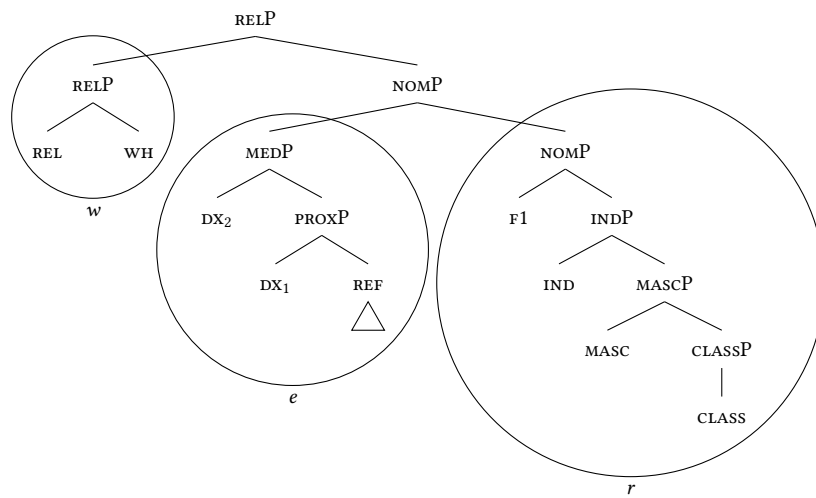 RELP
RELP NOMP
REL WH MEDP NOMP
w DX₂ PROXP F1 INDP
DX₁ REF IND MASCP
MASC CLASSP
e CLASS
r